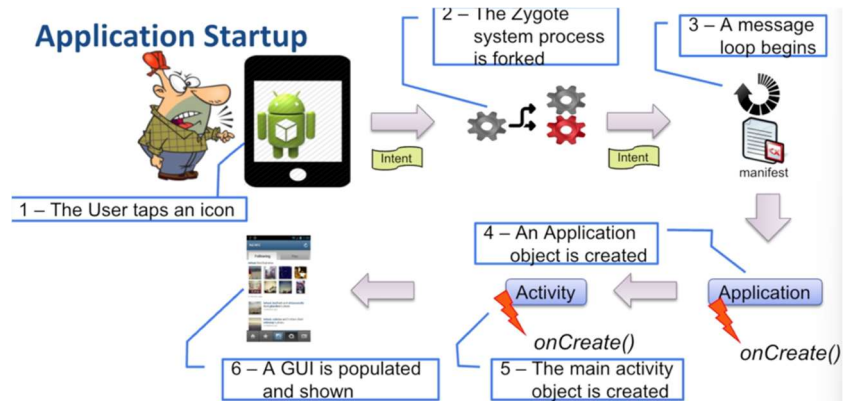 Application Startup
2 – The Zygote
system process
is forked
3 – A message
loop begins
Intent
Intent
manifest
1 – The User taps an icon
4 – An Application
object is created
Activity
Application
onCreate()
onCreate()
6 – A GUI is populated
and shown
5 – The main activity
object is created